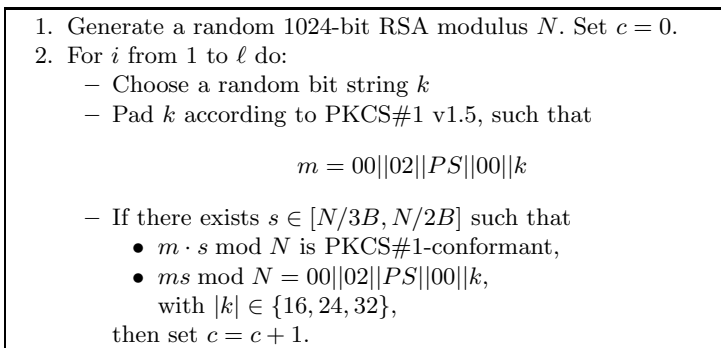 1. Generate a random 1024-bit RSA modulus N. Set c = 0.
2. For i from 1 to ℓ do:
– Choose a random bit string k
– Pad k according to PKCS#1 v1.5, such that
m = 00||02||PS||00||k
– If there exists s ∈ [N/3B, N/2B] such that
• m · s mod N is PKCS#1-conformant,
• ms mod N = 00||02||PS||00||k,
with |k| ∈ {16, 24, 32},
then set c = c + 1.